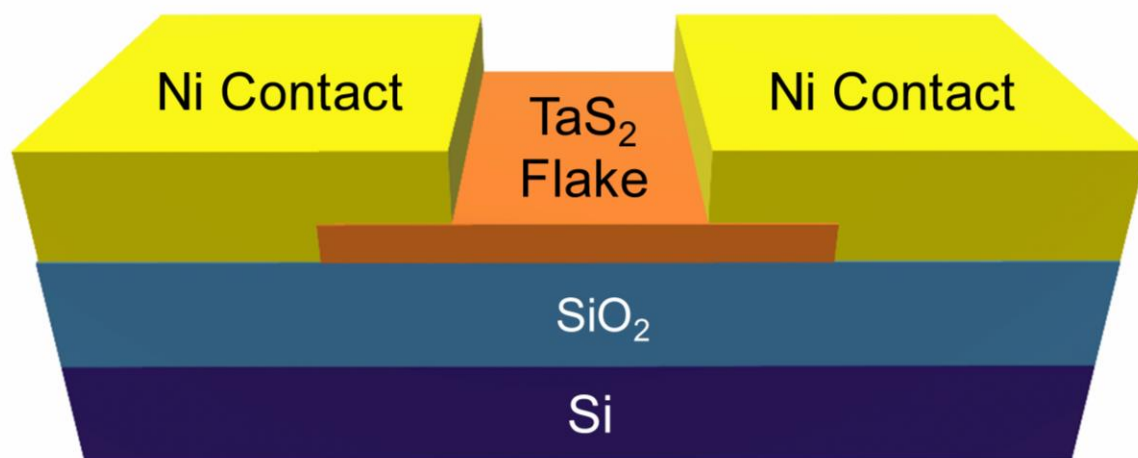 Ni Contact
Ni Contact
TaS₂
Flake
SiO₂
Si